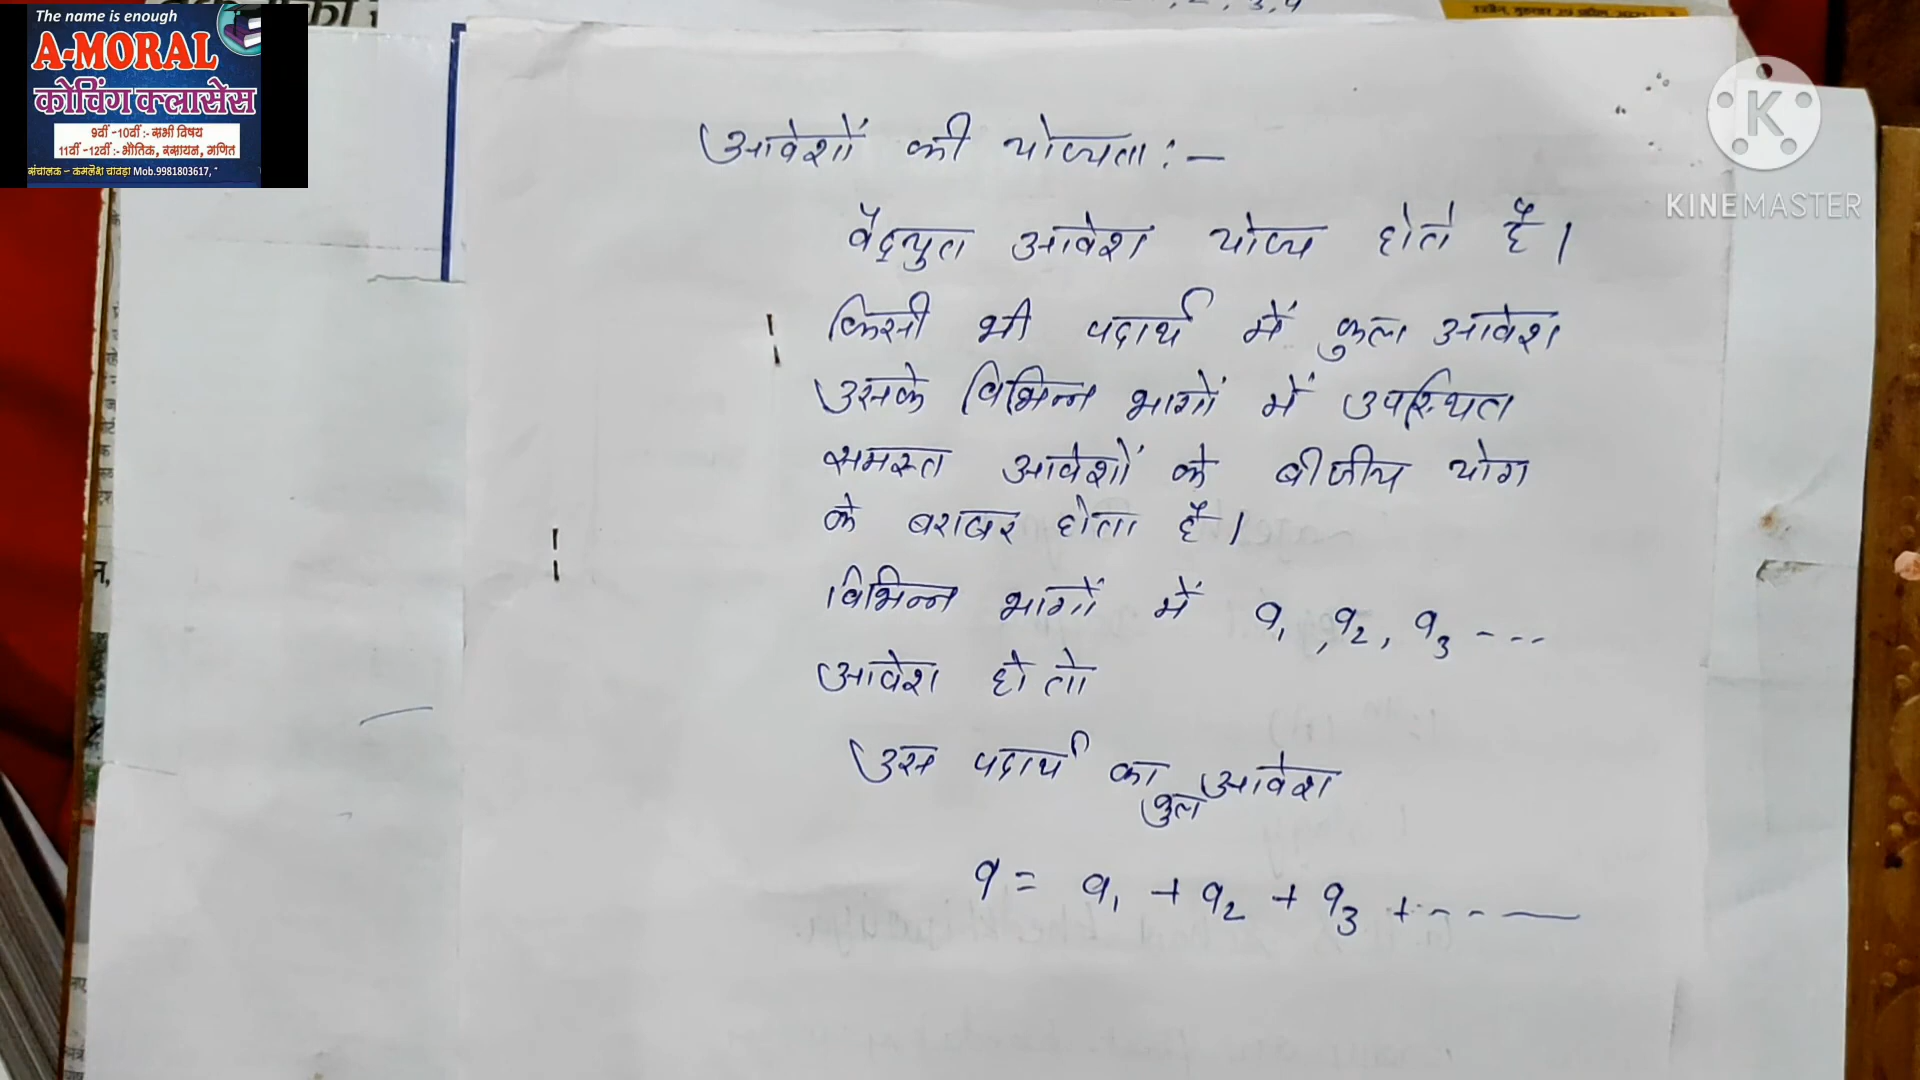 The name is enough
A-MORAL
कोचिंग क्लासेस
9वीं -10वीं :- सभी विषय
11वीं -12वीं :- भौतिक, रसायन, गणित
संचालक - कमलेश चावड़ा Mob.9981803617,
KINEMASTER
आवेशों की योज्यता :-
वैद्युत आवेश योज्य होते है।
किसी भी पदार्थ में कुल आवेश
उसके विभिन्न भागों में उपस्थित
समस्त आवेशों के बीजीय योग
के बराबर होता है।
विभिन्न भागों में q₁, q₂, q₃ ---
आवेश हो तो
उस पदार्थ का कुल आवेश
q = q₁ + q₂ + q₃ + ---